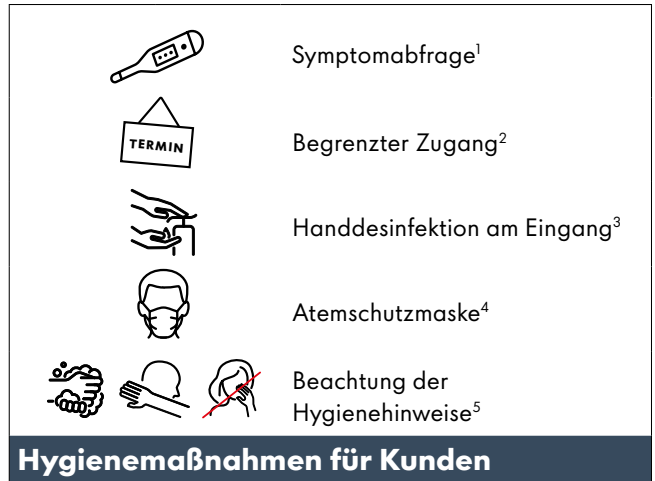 Symptomabfrage¹
TERMIN
Begrenzter Zugang²
Handdesinfektion am Eingang³
Atemschutzmaske⁴
Beachtung der
Hygienehinweise⁵
Hygienemaßnahmen für Kunden